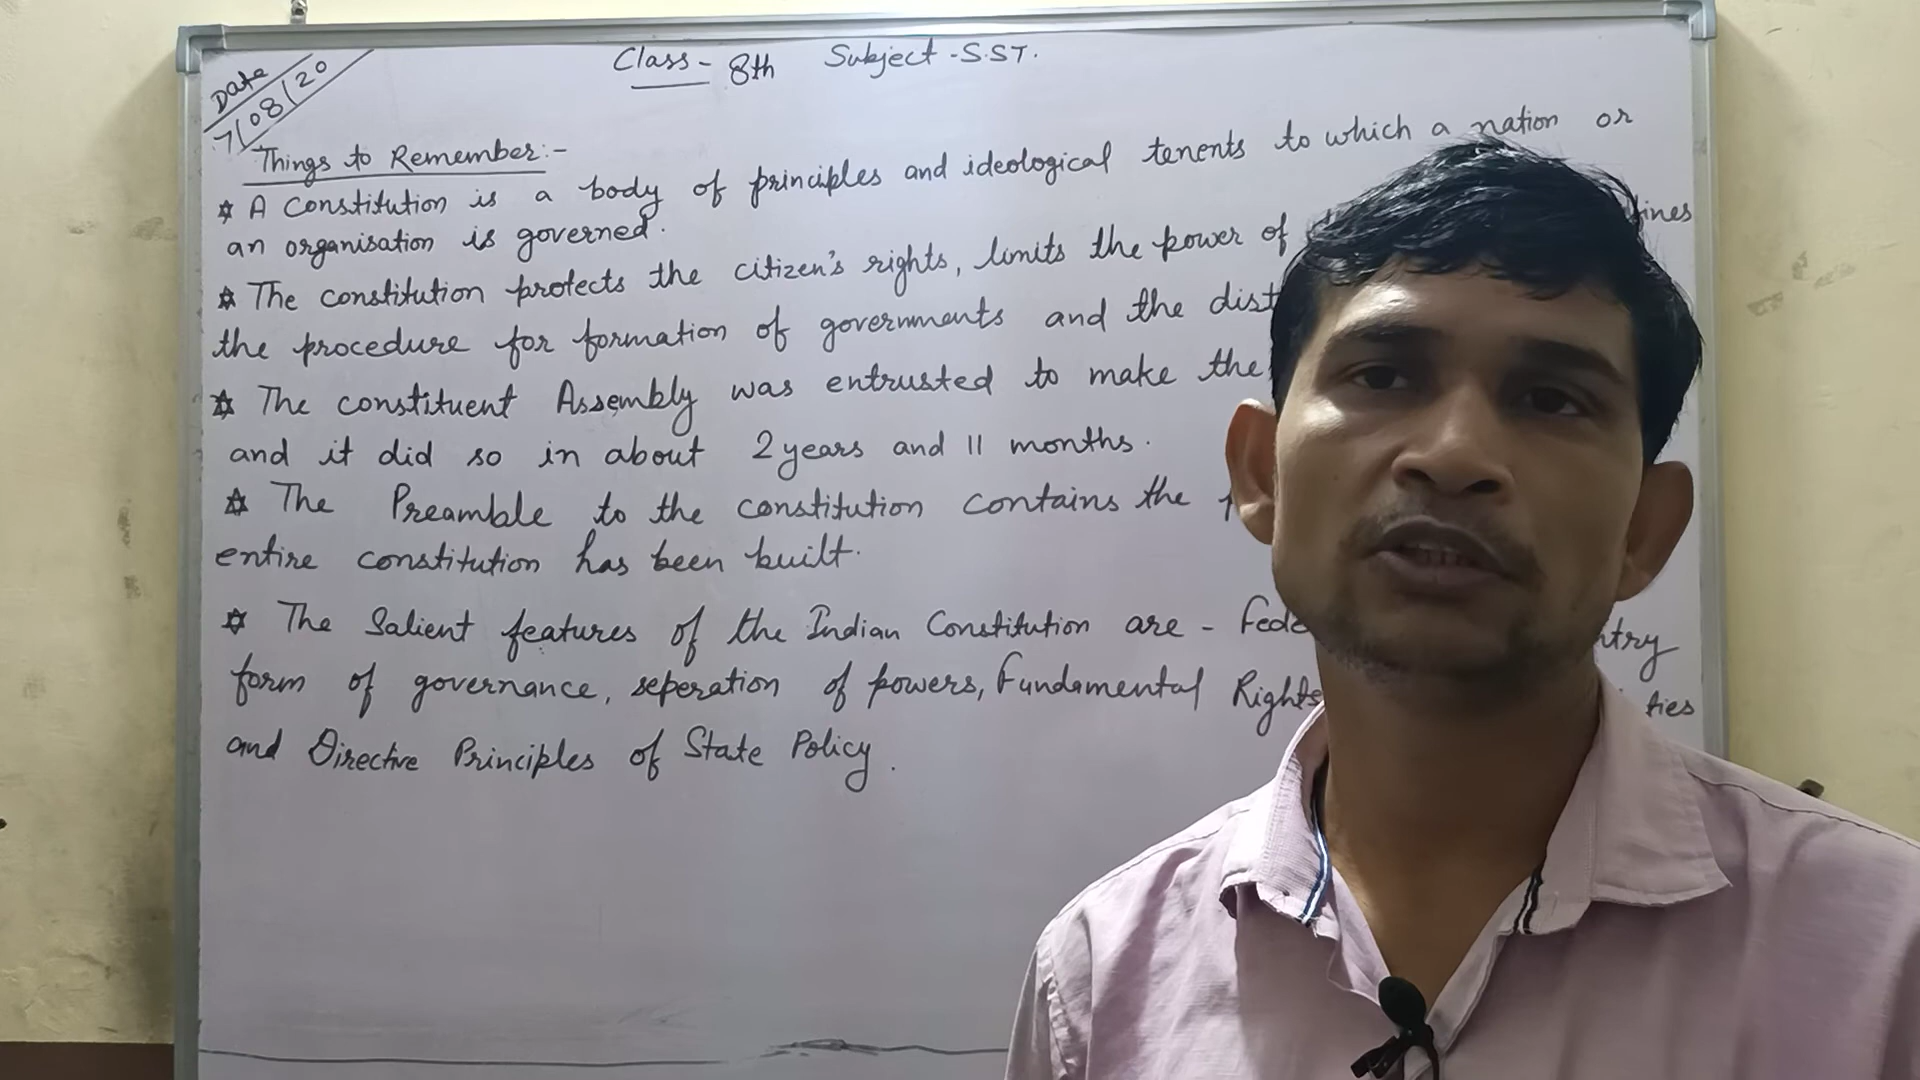 Date
7/08/20
Class - 8th Subject - S.ST.
Things to Remember:-
A constitution is a body of principles and ideological tenents to which a nation or
an organisation is governed.
The constitution protects the citizen's rights, limits the power of
the procedure for formation of governments and the
The constituent Assembly was entrusted to make the
and it did so in about 2 years and 11 months.
The Preamble to the constitution contains the
entire constitution has been built.
The Salient features of the Indian Constitution are -
form of governance, seperation of powers, Fundamental Rights
and Directive Principles of State Policy.